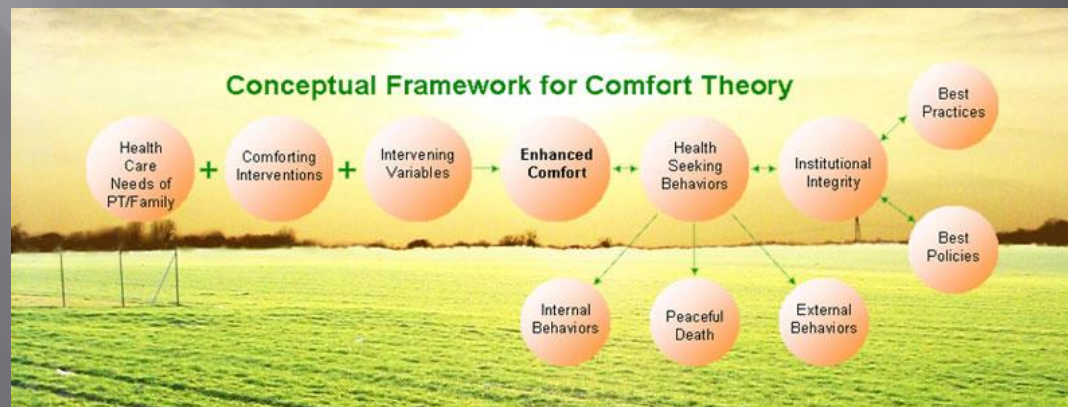 Conceptual Framework for Comfort Theory
Health
Care
Needs of
PT/Family
+
Comforting
Interventions
+
Intervening
Variables
Enhanced
Comfort
Health
Seeking
Behaviors
Institutional
Integrity
Best
Practices
Best
Policies
Internal
Behaviors
Peaceful
Death
External
Behaviors